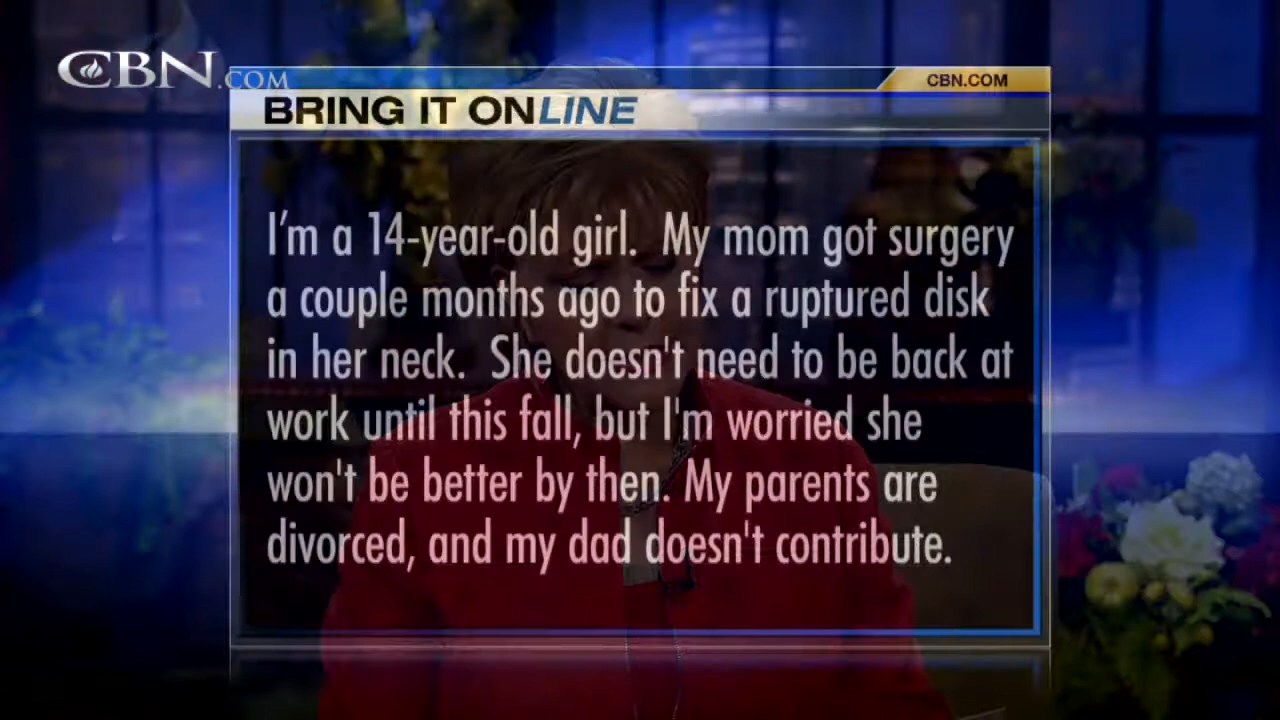 CBN.COM
CBN.COM
BRING IT ONLINE
I'm a 14-year-old girl. My mom got surgery
a couple months ago to fix a ruptured disk
in her neck. She doesn't need to be back at
work until this fall, but I'm worried she
won't be better by then. My parents are
divorced, and my dad doesn't contribute.